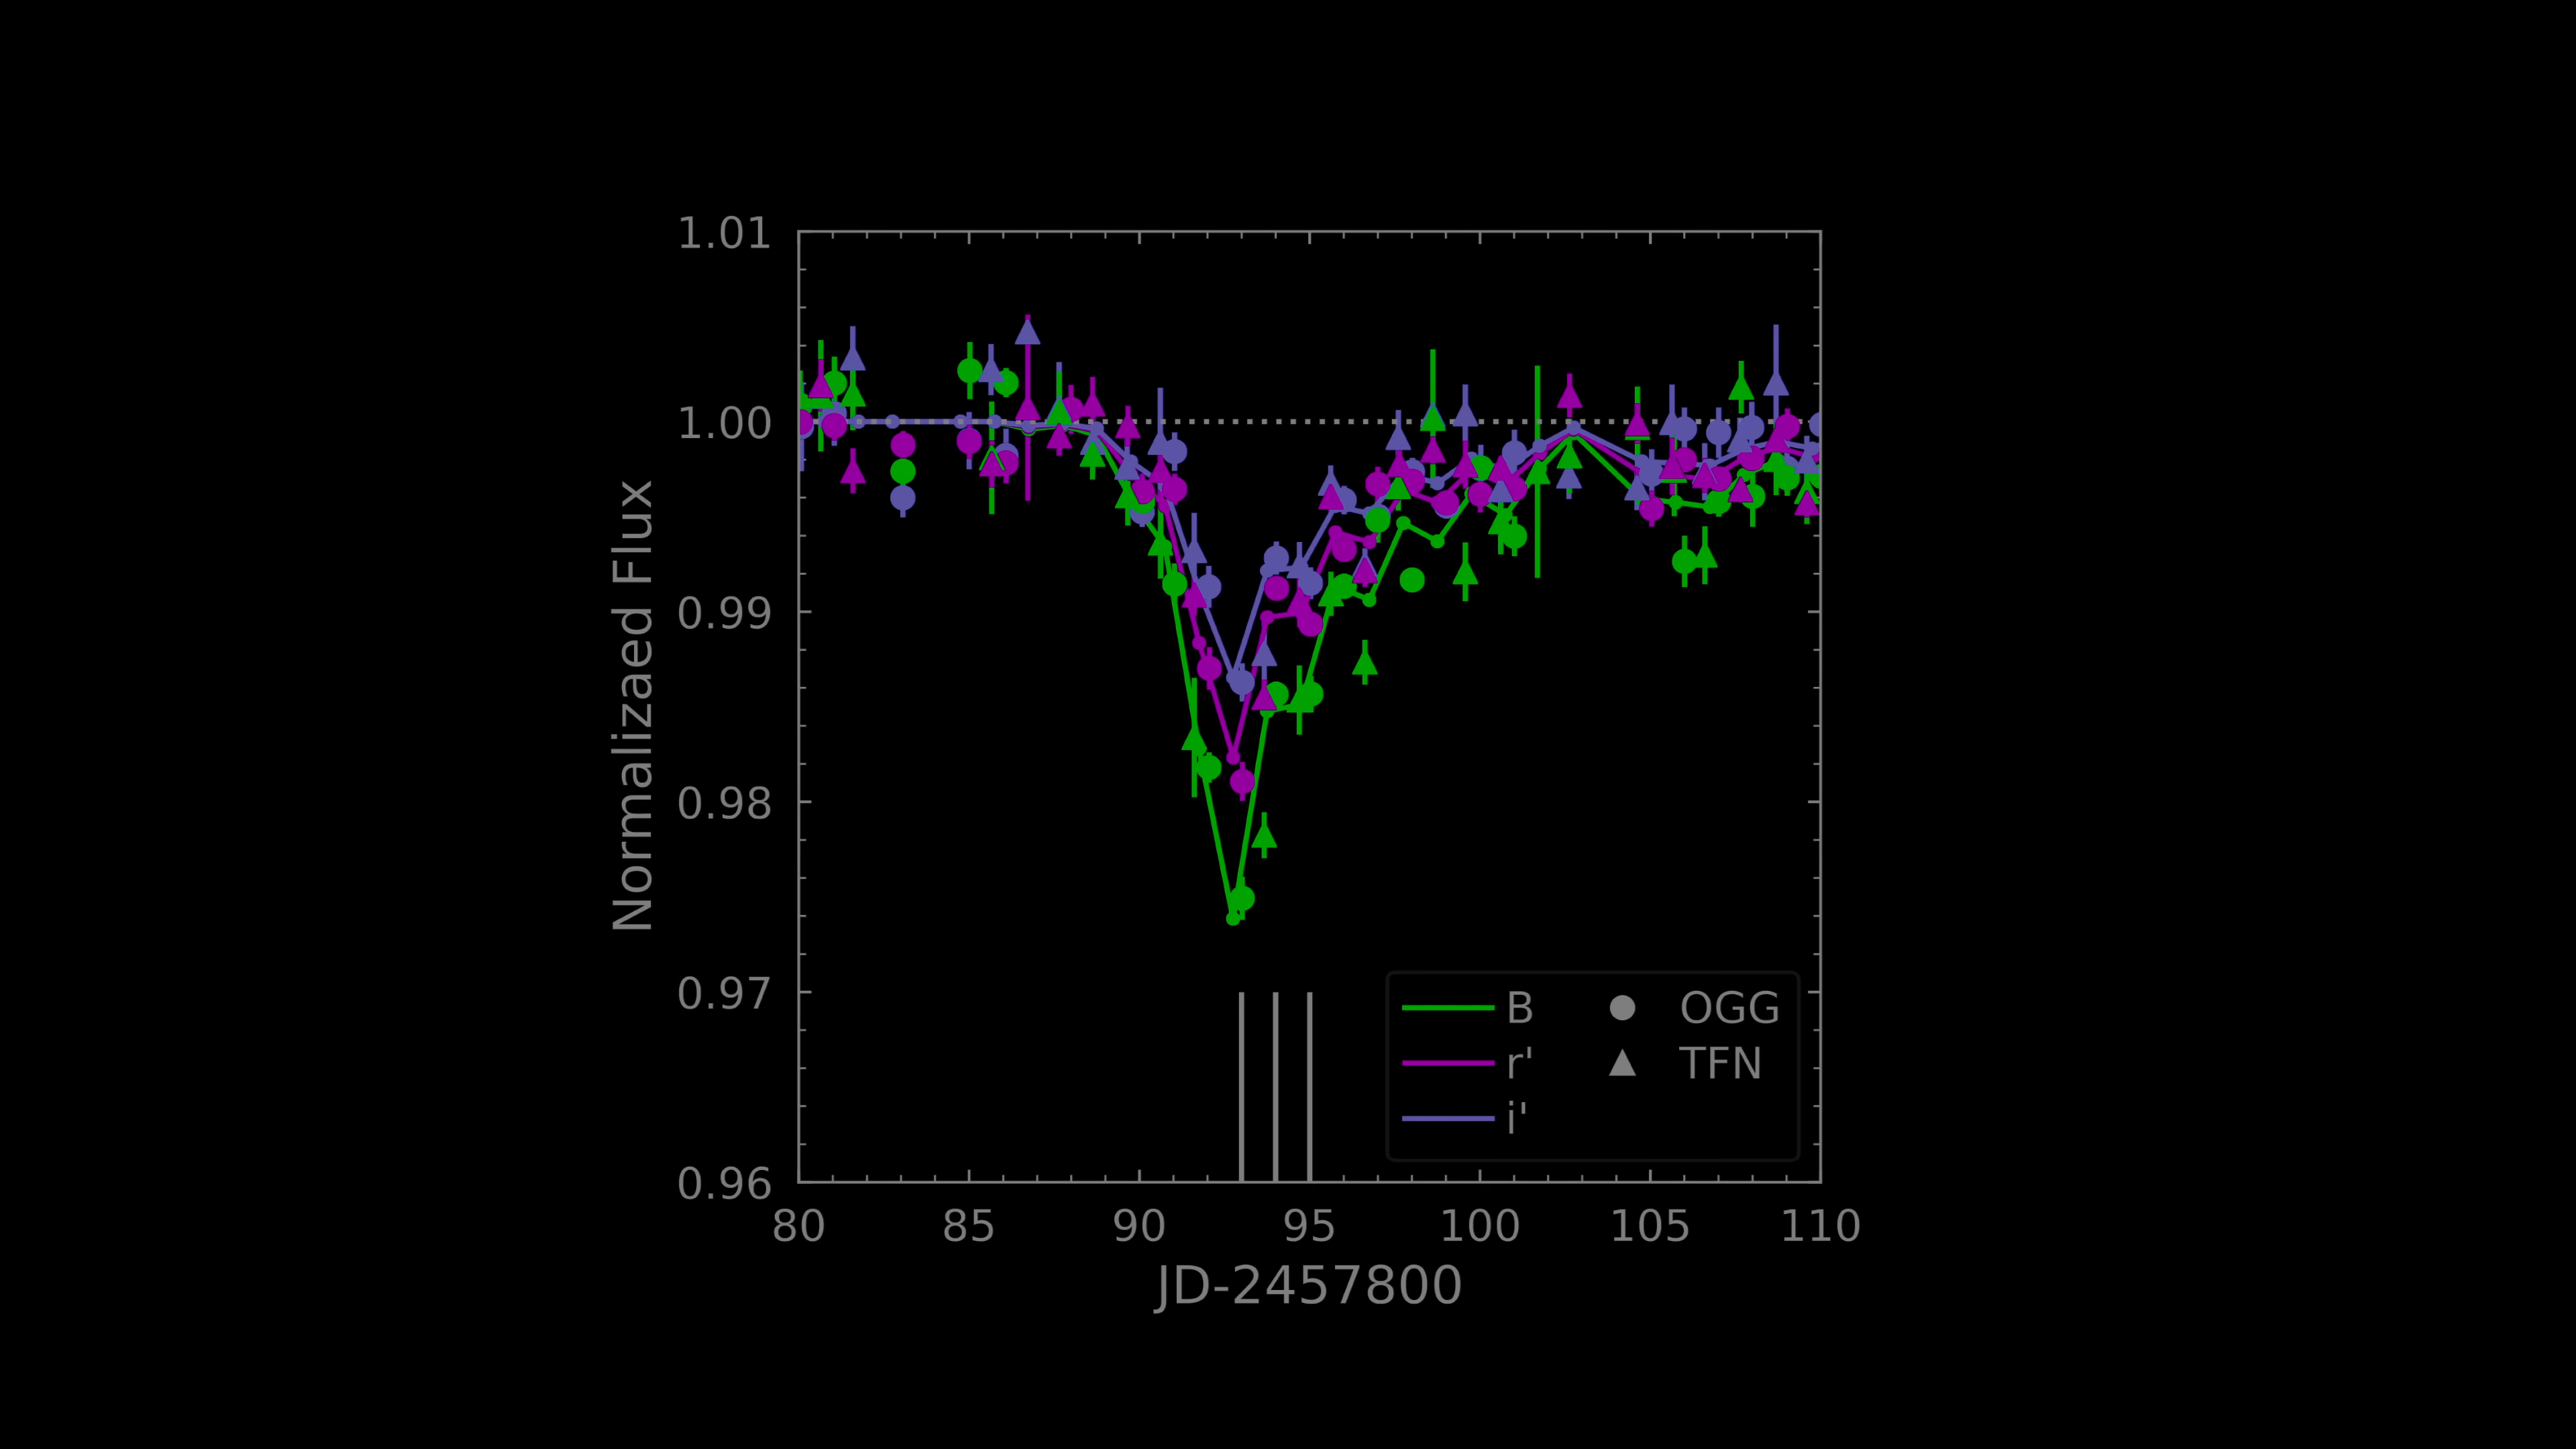 1.01
1.00
0.99
0.98
0.97
0.96
Normalizaed Flux
80 85 90 95 100 105 110
JD-2457800
B OGG
r' TFN
i'